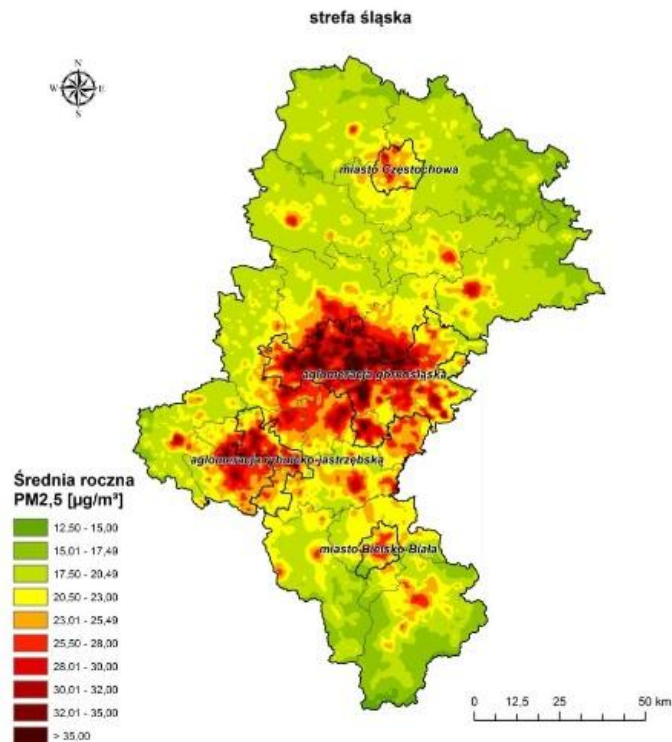 strefa śląska
N
W E
S
miasto Częstochowa
aglomeracja górnośląska
aglomeracja rybnicko-jastrzębska
miasto Bielsko-Biała
Średnia roczna
PM2,5 [µg/m³]
12,50 - 15,00
15,01 - 17,49
17,50 - 20,49
20,50 - 23,00
23,01 - 25,49
25,50 - 28,00
28,01 - 30,00
30,01 - 32,00
32,01 - 35,00
> 35,00
0 12,5 25 50 km